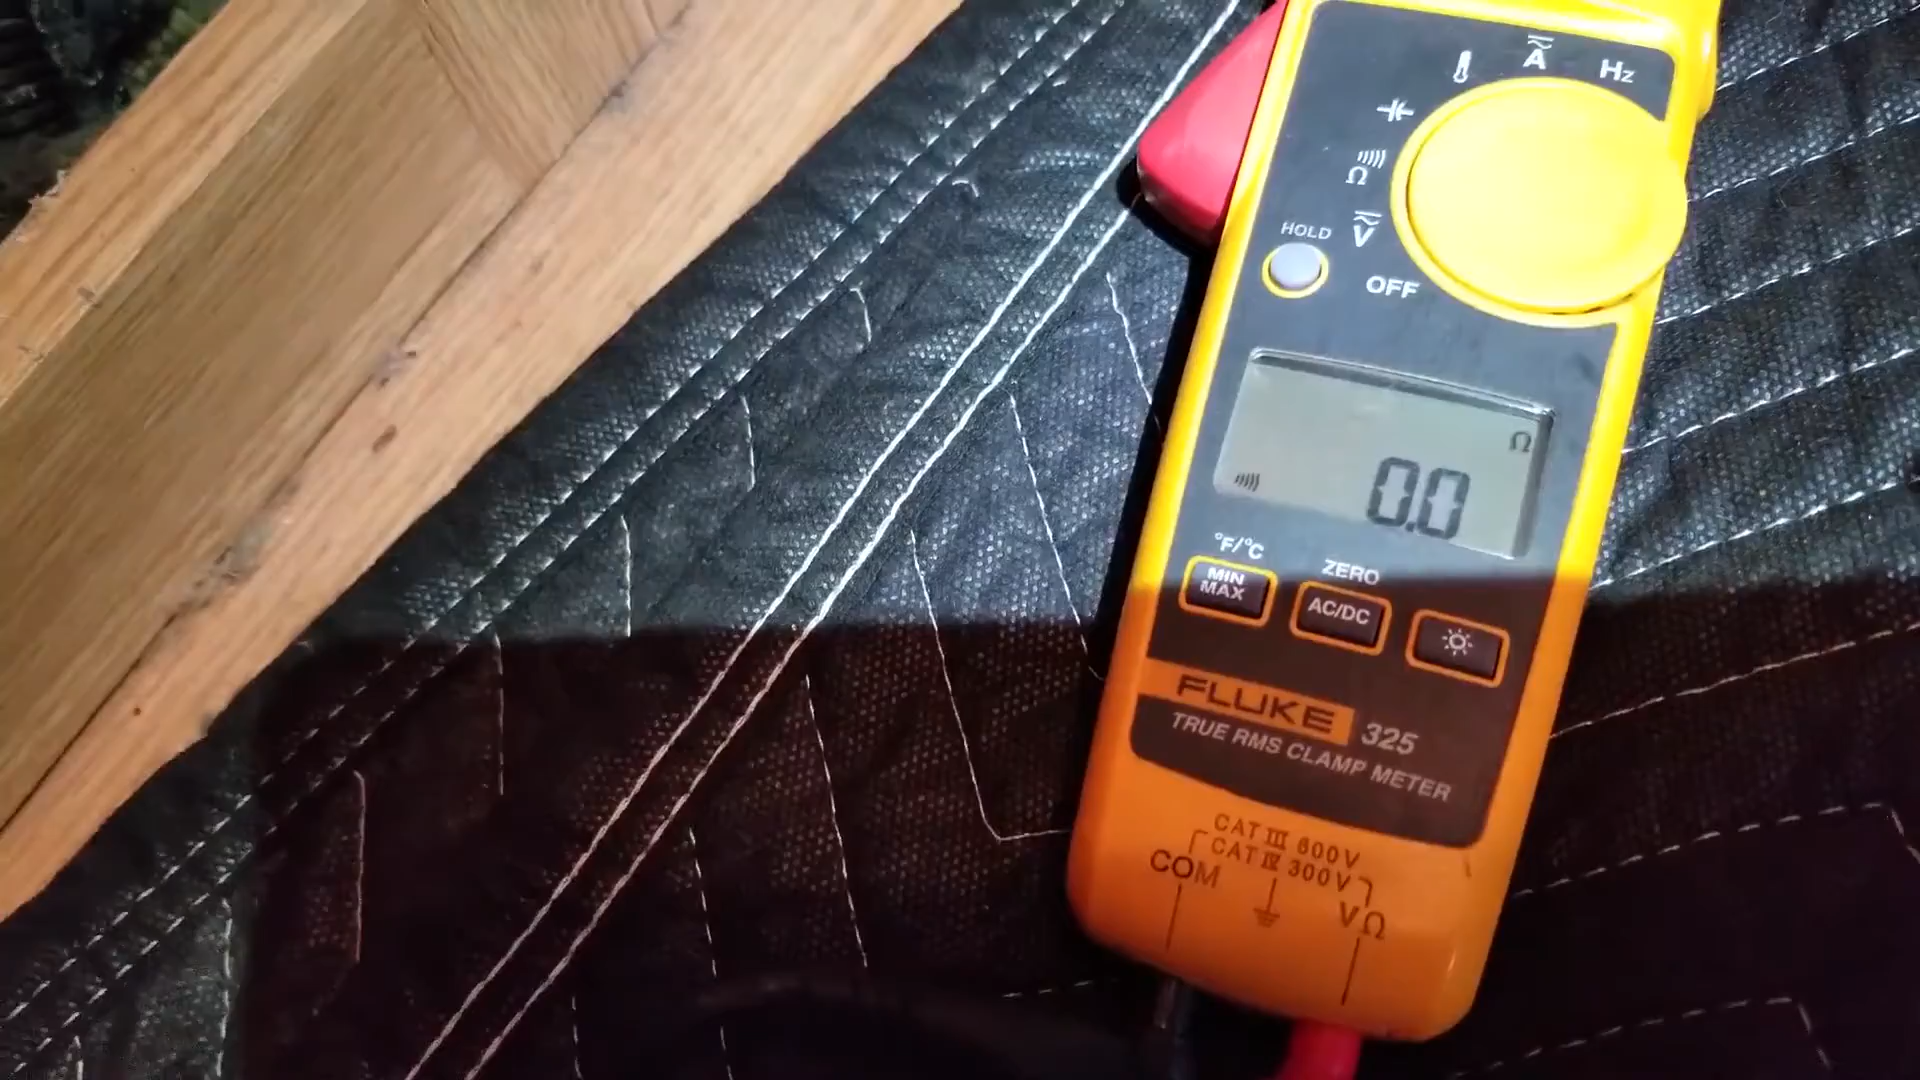 A
Hz
Ω
V
HOLD
OFF
Ω
0.0
°F/°C
MIN
MAX
ZERO
AC/DC
FLUKE 325
TRUE RMS CLAMP METER
CAT III 600V
CAT IV 300V
COM
VΩ